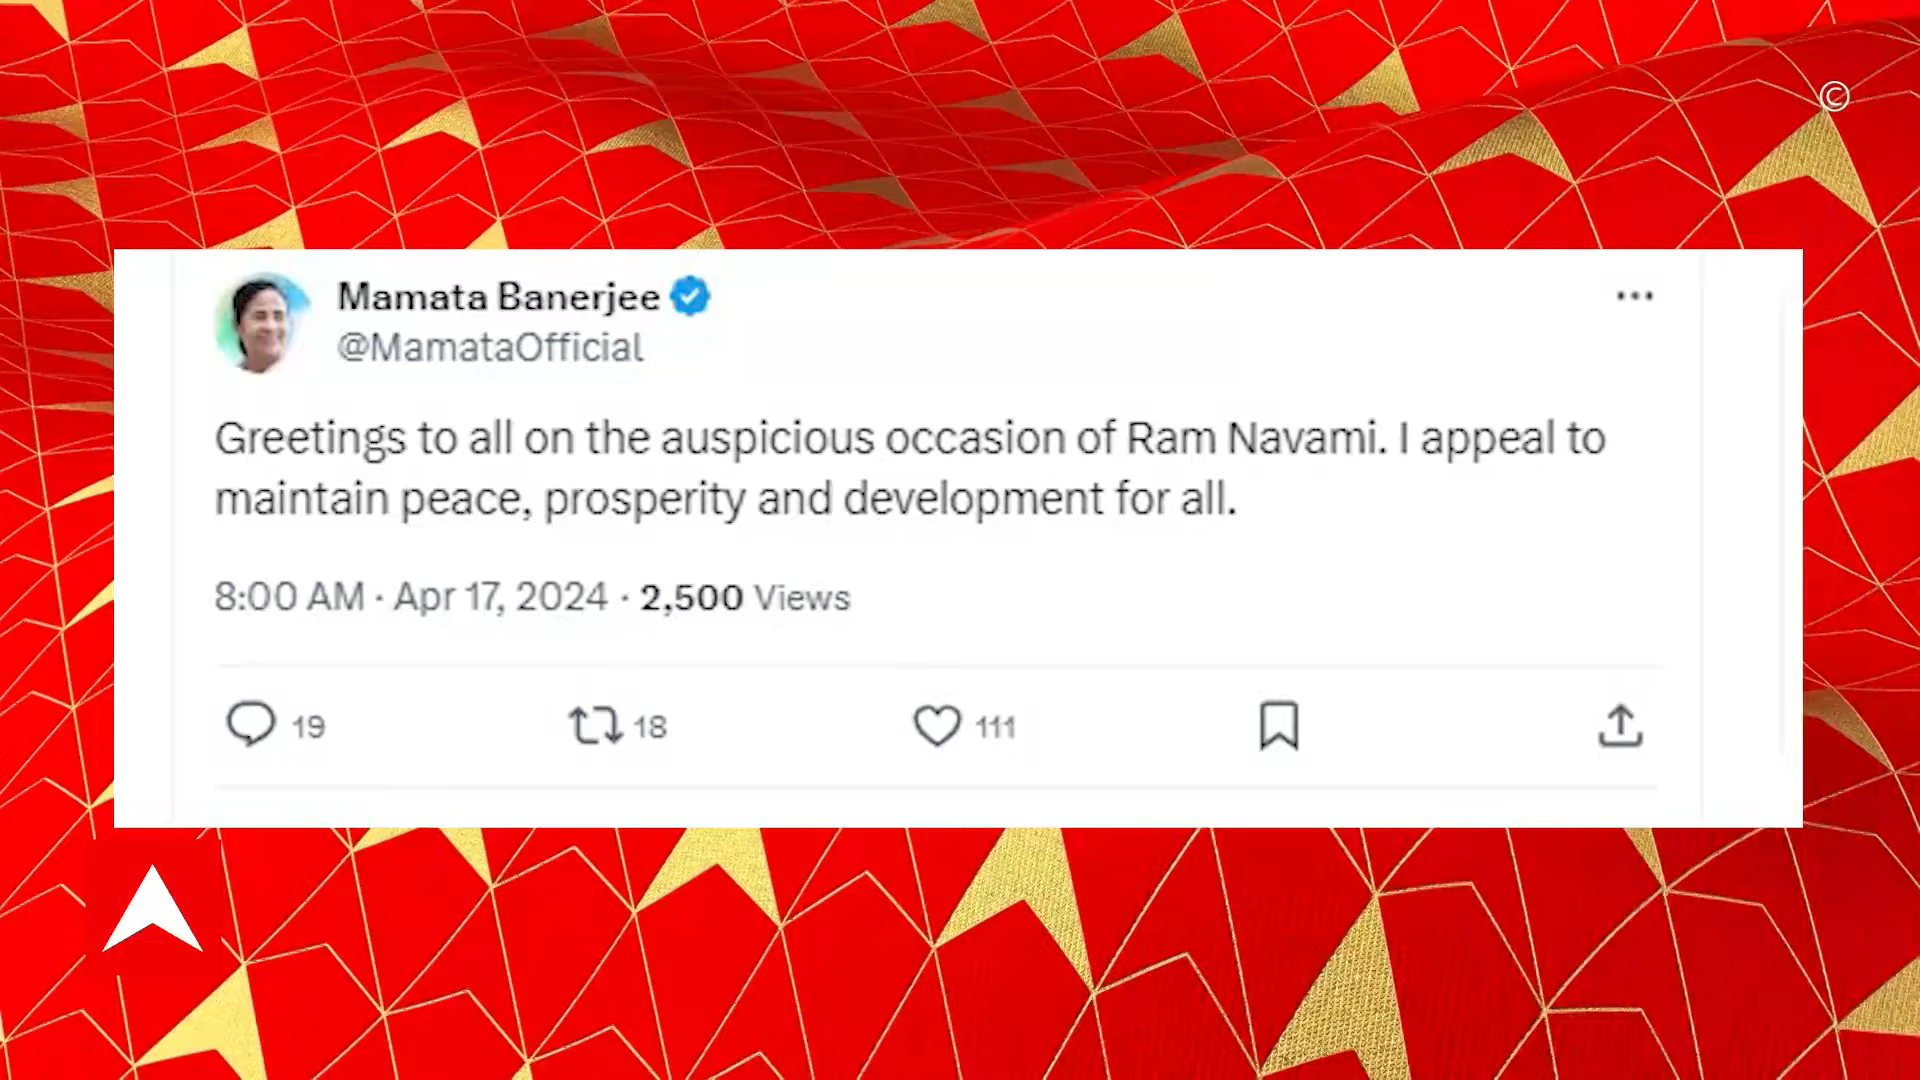 ©
Mamata Banerjee
@MamataOfficial
Greetings to all on the auspicious occasion of Ram Navami. I appeal to
maintain peace, prosperity and development for all.
8:00 AM · Apr 17, 2024 · 2,500 Views
19 18 111